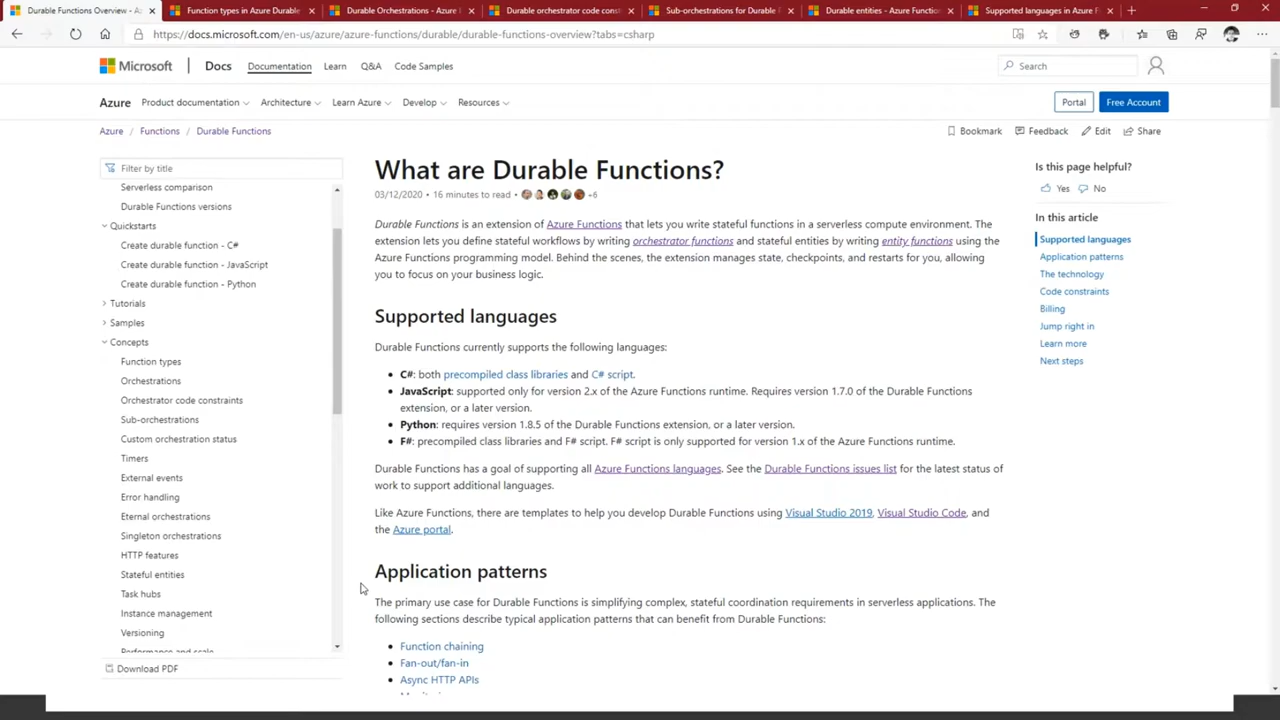 Durable Functions Overview - Az
Function types in Azure Durable
Durable Orchestrations - Azure
Durable orchestrator code const
Sub-orchestrations for Durable
Durable entities - Azure Function
Supported languages in Azure F
https://docs.microsoft.com/en-us/azure/azure-functions/durable/durable-functions-overview?tabs=csharp
Microsoft
Docs
Documentation
Learn
Q&A
Code Samples
Search
Azure
Product documentation
Architecture
Learn Azure
Develop
Resources
Portal
Free Account
Azure / Functions / Durable Functions
Bookmark
Feedback
Edit
Share
Filter by title
Serverless comparison
Durable Functions versions
Quickstarts
Create durable function - C#
Create durable function - JavaScript
Create durable function - Python
Tutorials
Samples
Concepts
Function types
Orchestrations
Orchestrator code constraints
Sub-orchestrations
Custom orchestration status
Timers
External events
Error handling
Eternal orchestrations
Singleton orchestrations
HTTP features
Stateful entities
Task hubs
Instance management
Versioning
Performance and scale
Download PDF
What are Durable Functions?
03/12/2020 • 16 minutes to read • +6
Durable Functions is an extension of Azure Functions that lets you write stateful functions in a serverless compute environment. The
extension lets you define stateful workflows by writing orchestrator functions and stateful entities by writing entity functions using the
Azure Functions programming model. Behind the scenes, the extension manages state, checkpoints, and restarts for you, allowing
you to focus on your business logic.
Supported languages
Durable Functions currently supports the following languages:
• C#: both precompiled class libraries and C# script.
• JavaScript: supported only for version 2.x of the Azure Functions runtime. Requires version 1.7.0 of the Durable Functions
extension, or a later version.
• Python: requires version 1.8.5 of the Durable Functions extension, or a later version.
• F#: precompiled class libraries and F# script. F# script is only supported for version 1.x of the Azure Functions runtime.
Durable Functions has a goal of supporting all Azure Functions languages. See the Durable Functions issues list for the latest status of
work to support additional languages.
Like Azure Functions, there are templates to help you develop Durable Functions using Visual Studio 2019, Visual Studio Code, and
the Azure portal.
Application patterns
The primary use case for Durable Functions is simplifying complex, stateful coordination requirements in serverless applications. The
following sections describe typical application patterns that can benefit from Durable Functions:
• Function chaining
• Fan-out/fan-in
• Async HTTP APIs
Is this page helpful?
Yes
No
In this article
Supported languages
Application patterns
The technology
Code constraints
Billing
Jump right in
Learn more
Next steps